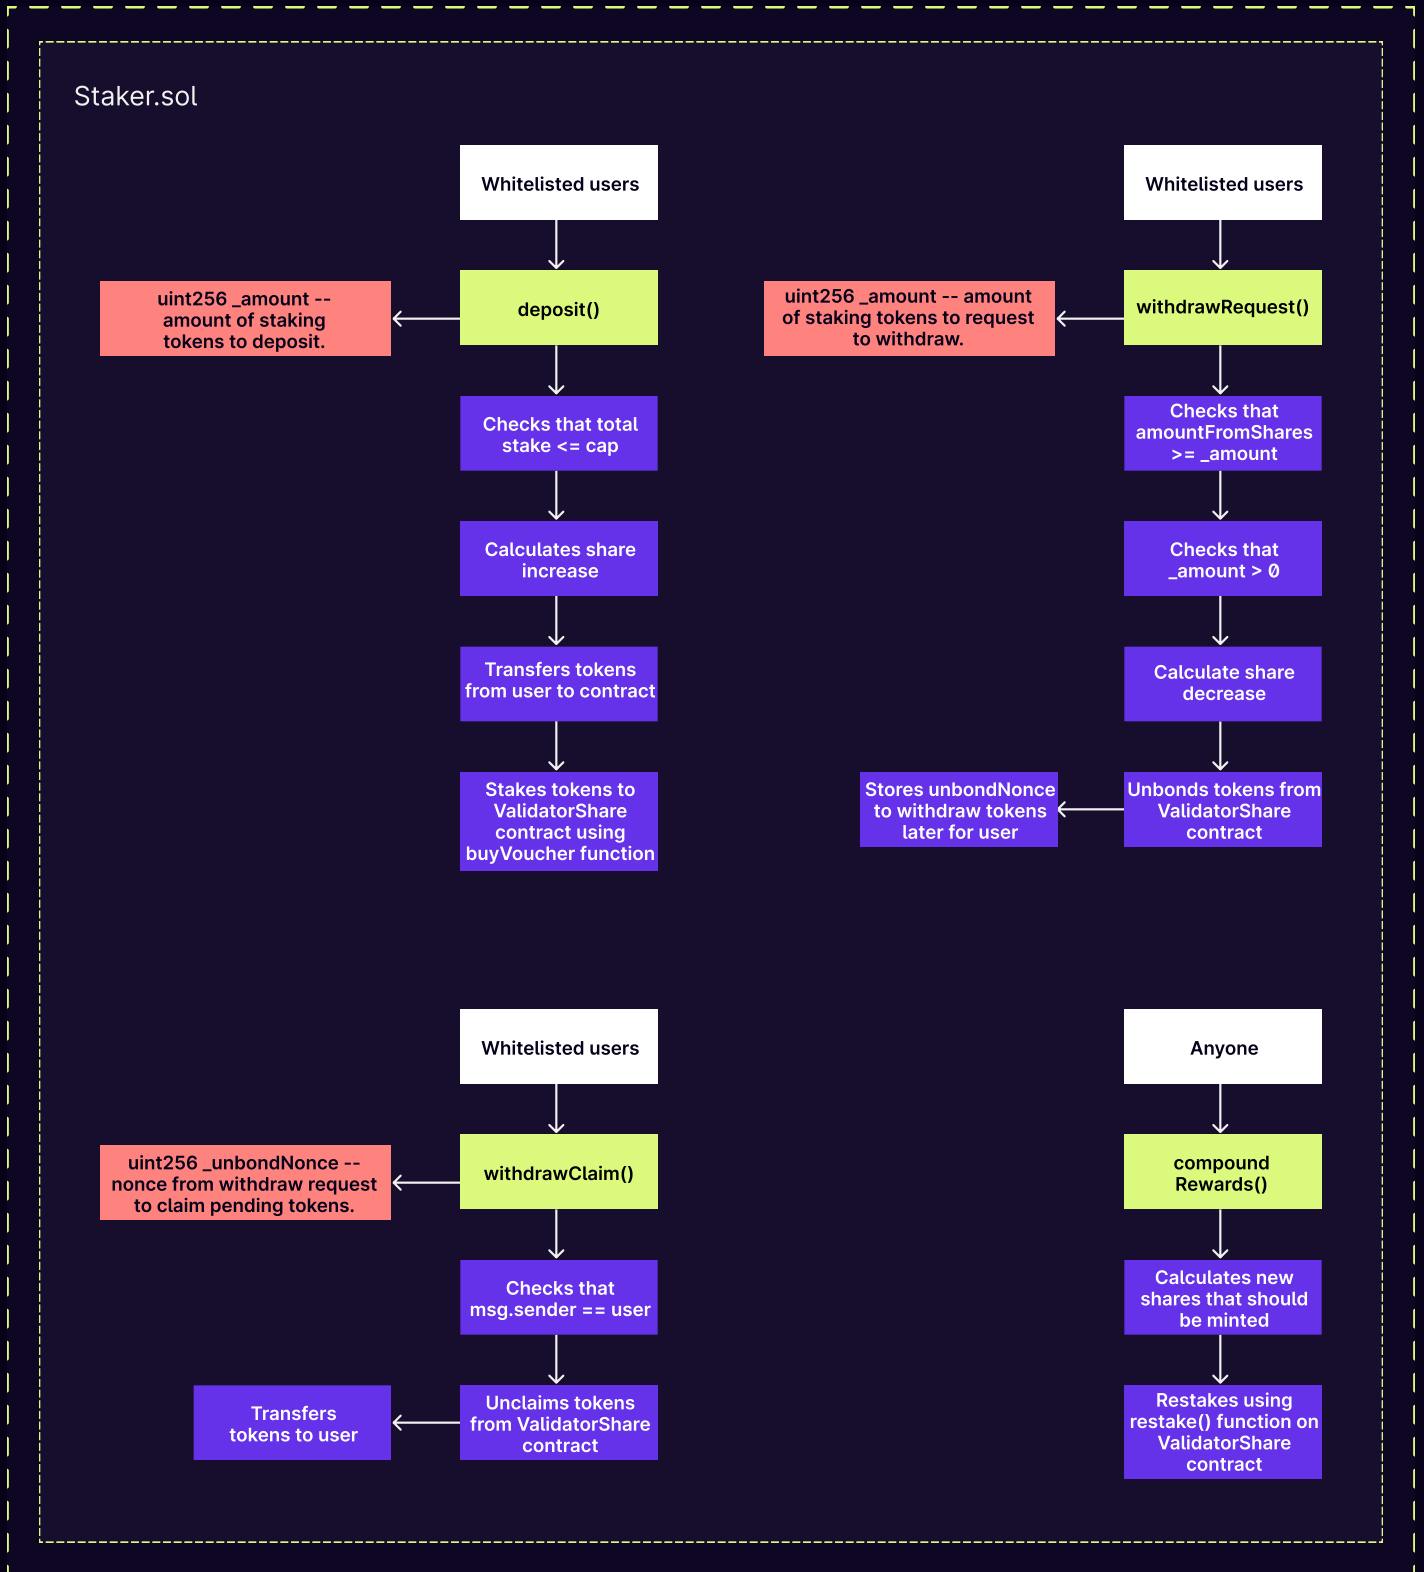 Staker.sol
Whitelisted users
deposit()
uint256 _amount --
amount of staking
tokens to deposit.
Checks that total
stake <= cap
Calculates share
increase
Transfers tokens
from user to contract
Stakes tokens to
ValidatorShare
contract using
buyVoucher function
Whitelisted users
withdrawRequest()
uint256 _amount -- amount
of staking tokens to request
to withdraw.
Checks that
amountFromShares
>= _amount
Checks that
_amount > 0
Calculate share
decrease
Unbonds tokens from
ValidatorShare
contract
Stores unbondNonce
to withdraw tokens
later for user
Whitelisted users
withdrawClaim()
uint256 _unbondNonce --
nonce from withdraw request
to claim pending tokens.
Checks that
msg.sender == user
Unclaims tokens
from ValidatorShare
contract
Transfers
tokens to user
Anyone
compound
Rewards()
Calculates new
shares that should
be minted
Restakes using
restake() function on
ValidatorShare
contract